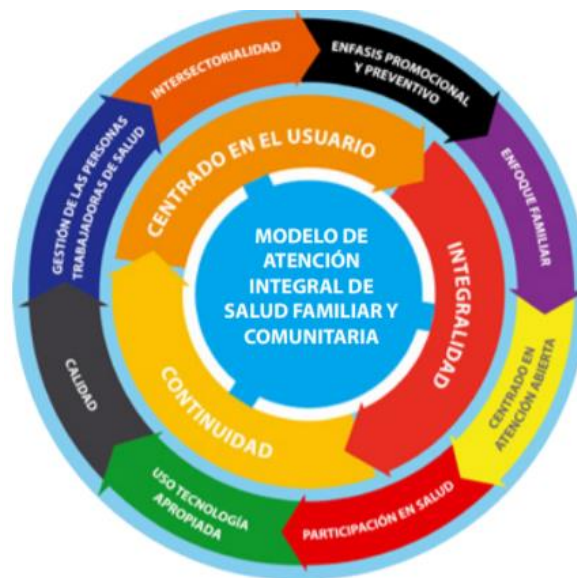 MODELO DE
ATENCIÓN
INTEGRAL DE
SALUD FAMILIAR Y
COMUNITARIA
CENTRADO EN EL USUARIO
INTEGRALIDAD
CONTINUIDAD
INTERSECTORIALIDAD
ENFASIS PROMOCIONAL
Y PREVENTIVO
ENFOQUE FAMILIAR
CENTRADO EN
ATENCIÓN ABIERTA
PARTICIPACIÓN EN SALUD
USO TECNOLOGÍA
APROPIADA
CALIDAD
GESTIÓN DE LAS PERSONAS
TRABAJADORAS DE SALUD